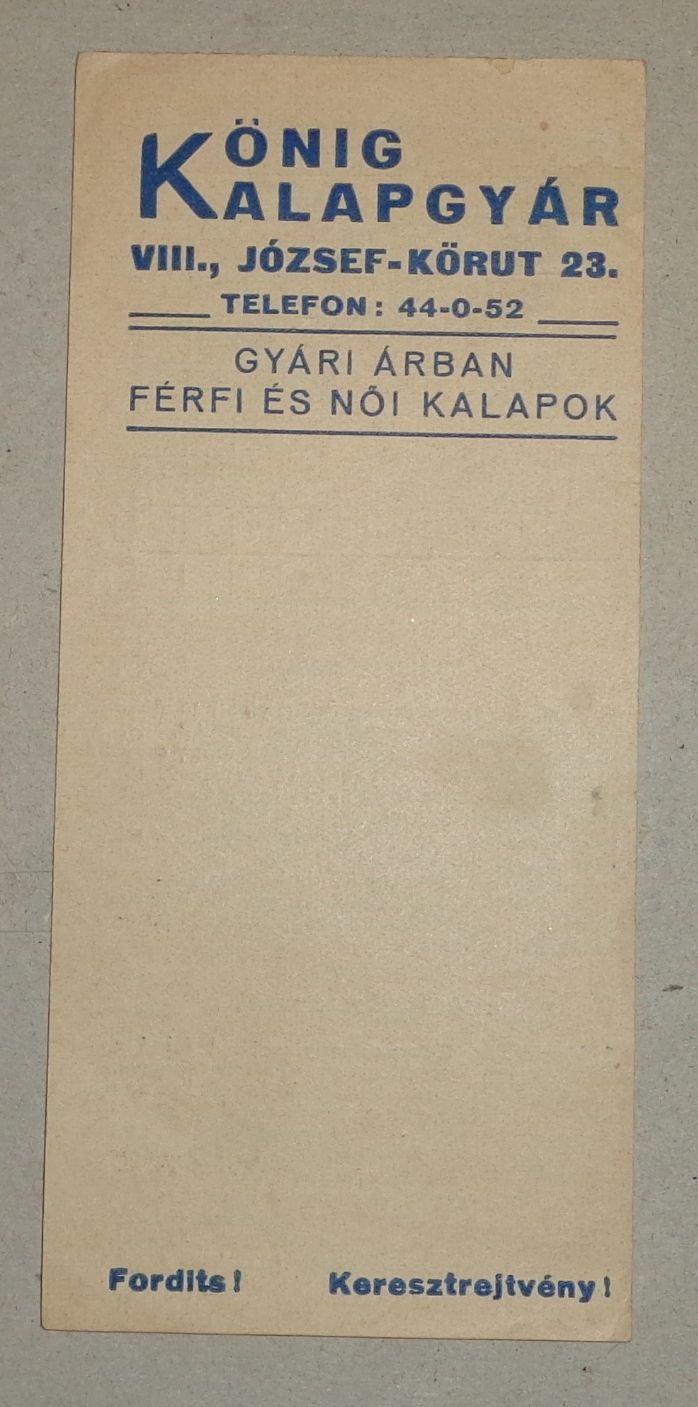 KÖNIG
KALAPGYÁR
VIII., JÓZSEF-KÖRUT 23.
TELEFON: 44-0-52
GYÁRI ÁRBAN
FÉRFI ÉS NŐI KALAPOK
Fordits! Keresztrejtvény!